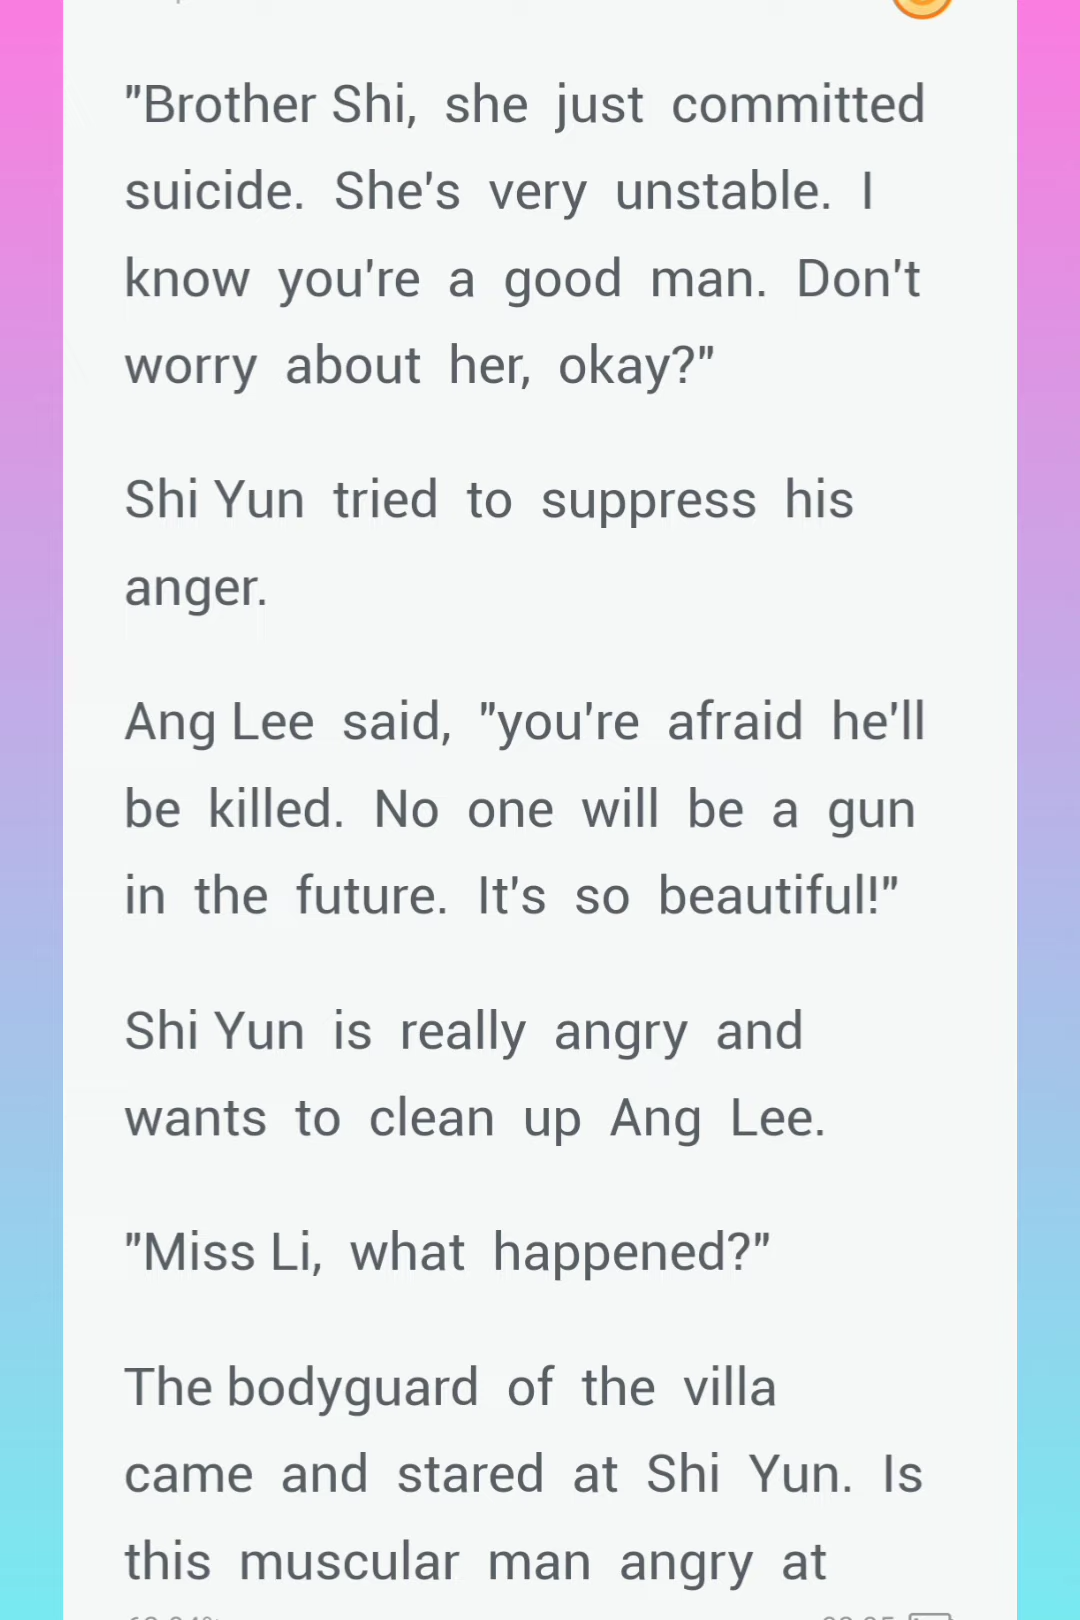 "Brother Shi, she just committed
suicide. She's very unstable. I
know you're a good man. Don't
worry about her, okay?"
Shi Yun tried to suppress his
anger.
Ang Lee said, "you're afraid he'll
be killed. No one will be a gun
in the future. It's so beautiful!"
Shi Yun is really angry and
wants to clean up Ang Lee.
"Miss Li, what happened?"
The bodyguard of the villa
came and stared at Shi Yun. Is
this muscular man angry at